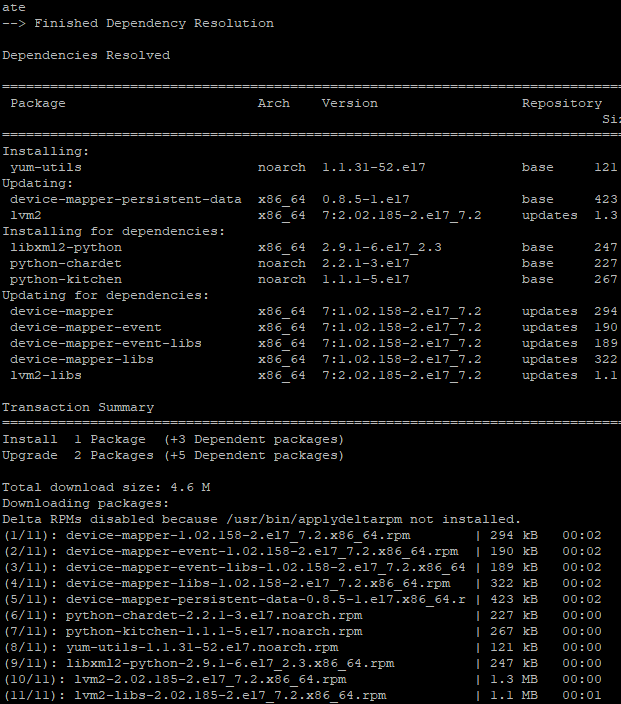 ate
--> Finished Dependency Resolution
Dependencies Resolved
================================================================================
 Package                       Arch    Version                  Repository
                                                                           Si
================================================================================
Installing:
 yum-utils                     noarch  1.1.31-52.el7            base      121
Updating:
 device-mapper-persistent-data x86_64  0.8.5-1.el7              base      423
 lvm2                          x86_64  7:2.02.185-2.el7_7.2     updates   1.3
Installing for dependencies:
 libxml2-python                x86_64  2.9.1-6.el7_2.3          base      247
 python-chardet                noarch  2.2.1-3.el7              base      227
 python-kitchen                noarch  1.1.1-5.el7              base      267
Updating for dependencies:
 device-mapper                 x86_64  7:1.02.158-2.el7_7.2     updates   294
 device-mapper-event           x86_64  7:1.02.158-2.el7_7.2     updates   190
 device-mapper-event-libs      x86_64  7:1.02.158-2.el7_7.2     updates   189
 device-mapper-libs            x86_64  7:1.02.158-2.el7_7.2     updates   322
 lvm2-libs                     x86_64  7:2.02.185-2.el7_7.2     updates   1.1
Transaction Summary
================================================================================
Install  1 Package  (+3 Dependent packages)
Upgrade  2 Packages (+5 Dependent packages)
Total download size: 4.6 M
Downloading packages:
Delta RPMs disabled because /usr/bin/applydeltarpm not installed.
(1/11): device-mapper-1.02.158-2.el7_7.2.x86_64.rpm        | 294 kB   00:02
(2/11): device-mapper-event-1.02.158-2.el7_7.2.x86_64.rpm  | 190 kB   00:02
(3/11): device-mapper-event-libs-1.02.158-2.el7_7.2.x86_64 | 189 kB   00:02
(4/11): device-mapper-libs-1.02.158-2.el7_7.2.x86_64.rpm   | 322 kB   00:02
(5/11): device-mapper-persistent-data-0.8.5-1.el7.x86_64.r | 423 kB   00:02
(6/11): python-chardet-2.2.1-3.el7.noarch.rpm              | 227 kB   00:00
(7/11): python-kitchen-1.1.1-5.el7.noarch.rpm              | 267 kB   00:00
(8/11): yum-utils-1.1.31-52.el7.noarch.rpm                 | 121 kB   00:00
(9/11): libxml2-python-2.9.1-6.el7_2.3.x86_64.rpm          | 247 kB   00:00
(10/11): lvm2-2.02.185-2.el7_7.2.x86_64.rpm                | 1.3 MB   00:00
(11/11): lvm2-libs-2.02.185-2.el7_7.2.x86_64.rpm           | 1.1 MB   00:01